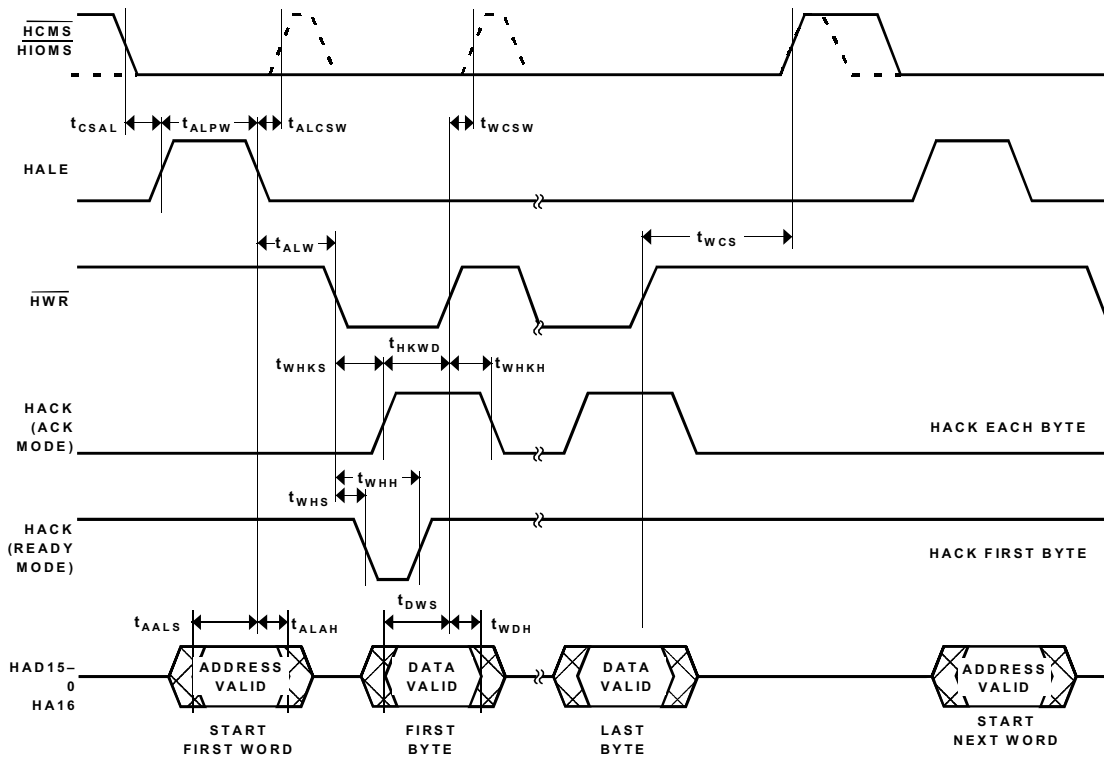 HCMS
HIOMS
tCSAL
tALPW
tALCSW
tWCSW
HALE
tALW
tWCS
HWR
tHKWD
tWHKS
tWHKH
HACK
(ACK
MODE)
HACK EACH BYTE
tWHH
tWHS
HACK
(READY
MODE)
HACK FIRST BYTE
tDWS
tAALS
tALAH
tWDH
HAD15–
0
HA16
ADDRESS
VALID
DATA
VALID
DATA
VALID
ADDRESS
VALID
START
FIRST WORD
FIRST
BYTE
LAST
BYTE
START
NEXT WORD